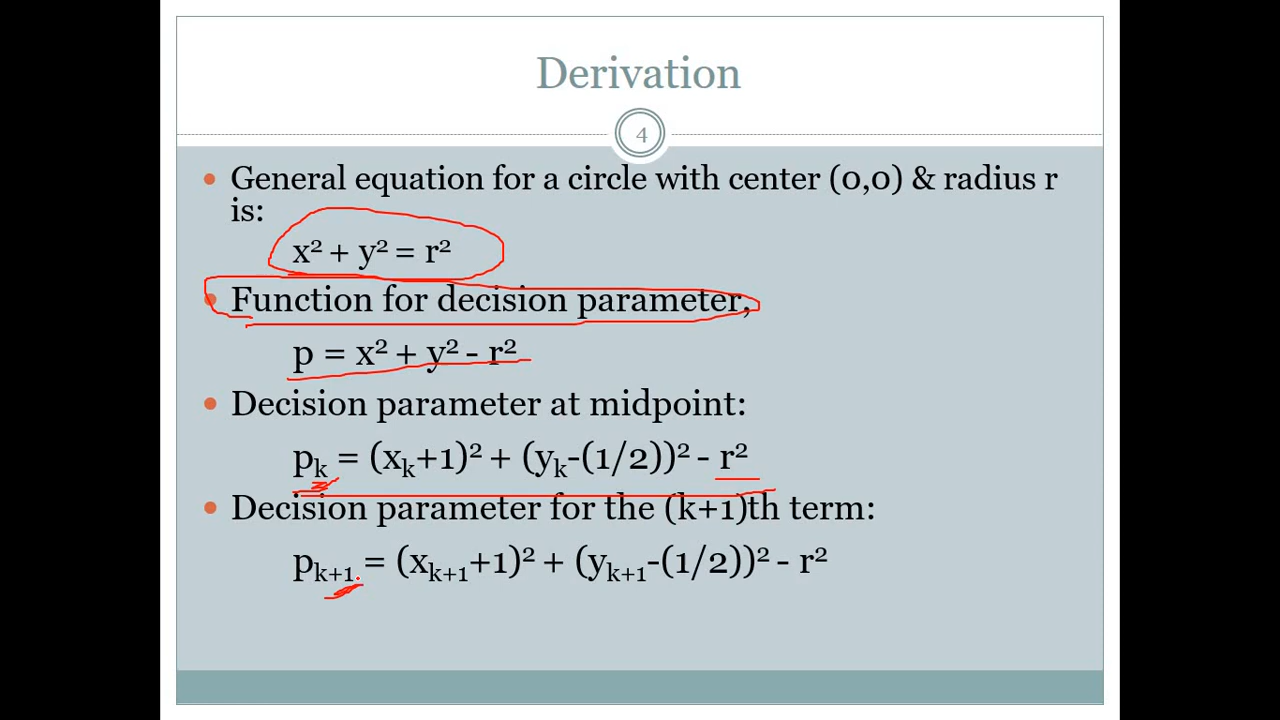 Derivation
4
General equation for a circle with center (0,0) & radius r
is:
x² + y² = r²
Function for decision parameter,
p = x² + y² - r²
Decision parameter at midpoint:
pₖ = (xₖ+1)² + (yₖ-(1/2))² - r²
Decision parameter for the (k+1)th term:
pₖ₊₁ = (xₖ₊₁+1)² + (yₖ₊₁-(1/2))² - r²